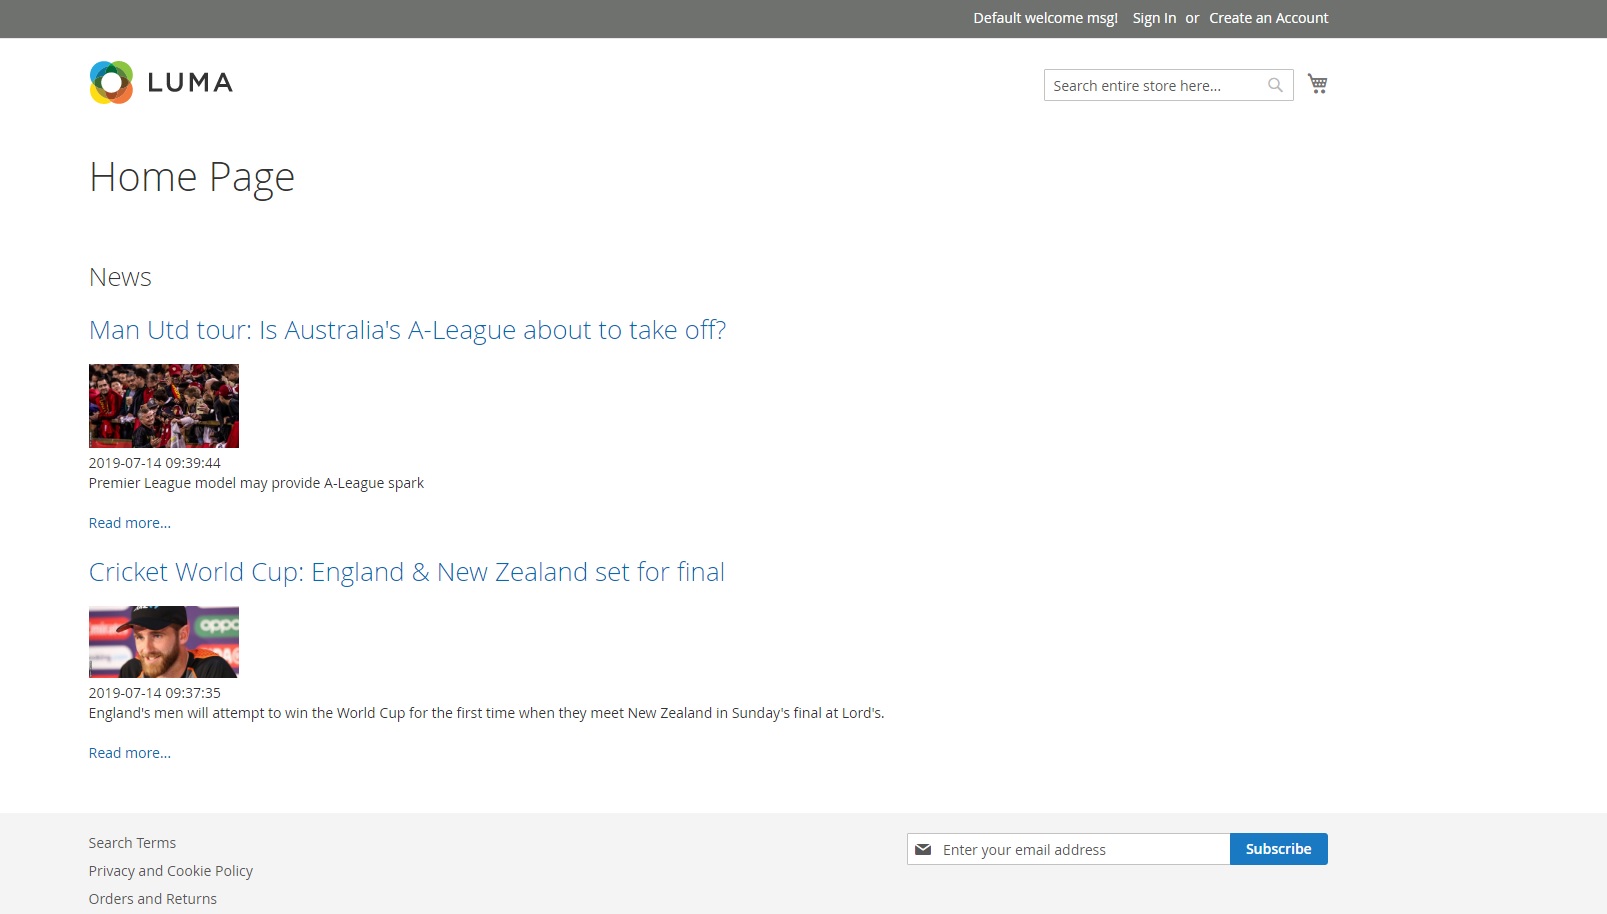 Default welcome msg! Sign In or Create an Account
LUMA
Search entire store here...
Home Page
News
Man Utd tour: Is Australia's A-League about to take off?
2019-07-14 09:39:44
Premier League model may provide A-League spark
Read more...
Cricket World Cup: England & New Zealand set for final
oppo
2019-07-14 09:37:35
England's men will attempt to win the World Cup for the first time when they meet New Zealand in Sunday's final at Lord's.
Read more...
Search Terms
Privacy and Cookie Policy
Orders and Returns
Enter your email address
Subscribe